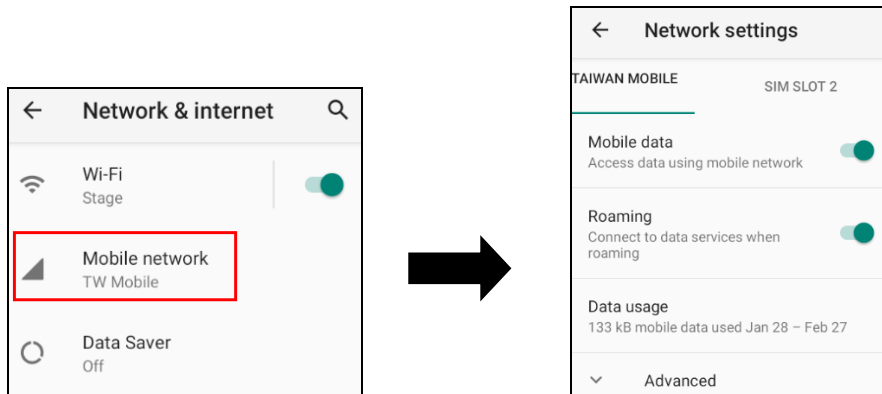 Network & internet
Wi-Fi
Stage
Mobile network
TW Mobile
Data Saver
Off
Network settings
TAIWAN MOBILE
SIM SLOT 2
Mobile data
Access data using mobile network
Roaming
Connect to data services when
roaming
Data usage
133 kB mobile data used Jan 28 – Feb 27
Advanced